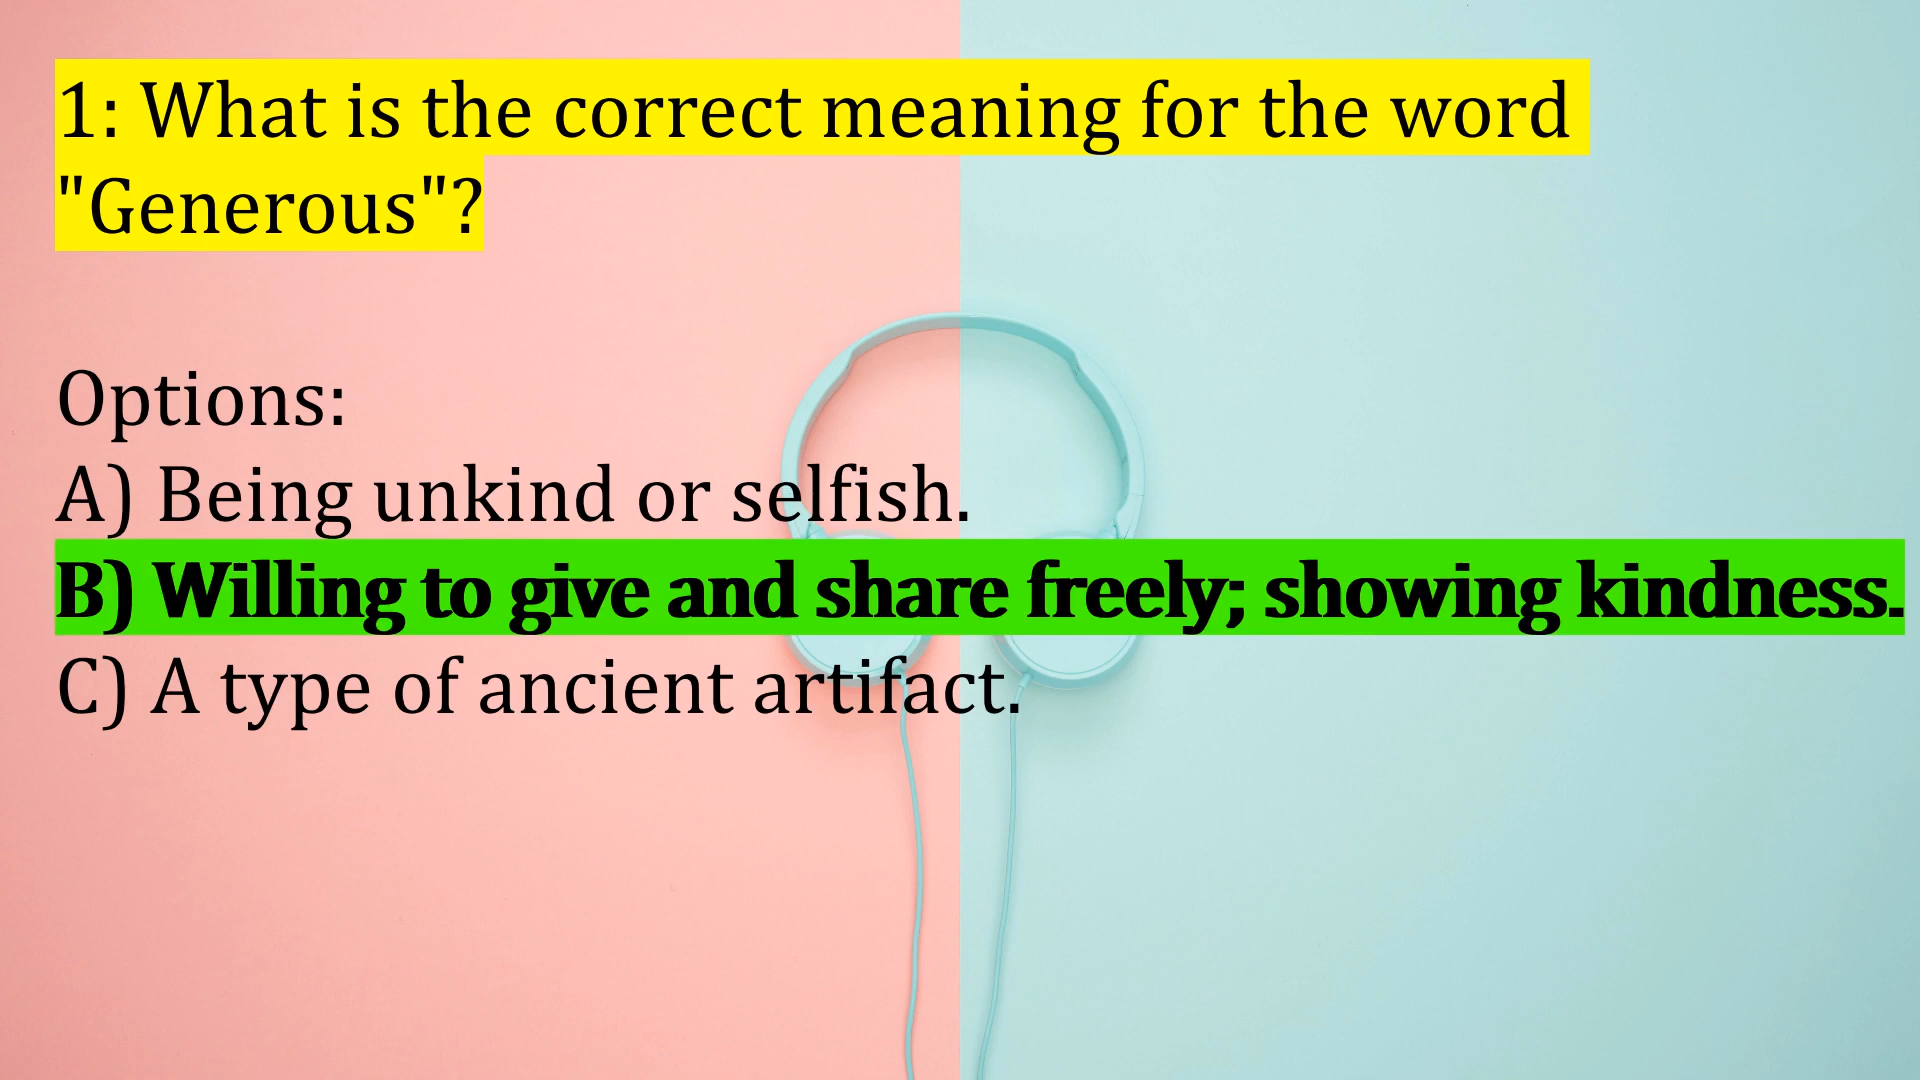 1: What is the correct meaning for the word
"Generous"?
Options:
A) Being unkind or selfish.
B) Willing to give and share freely; showing kindness.
C) A type of ancient artifact.